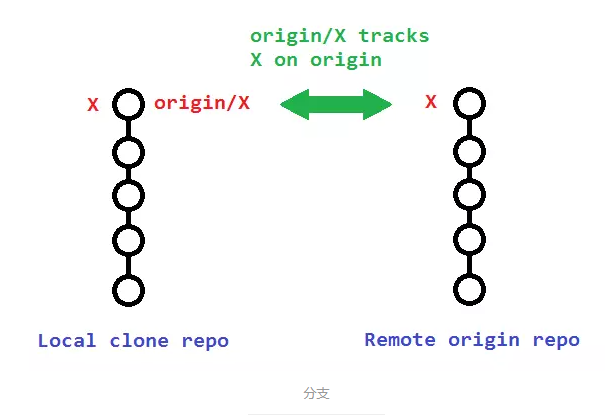 origin/X tracks
X on origin
X origin/X X
Local clone repo Remote origin repo
分支